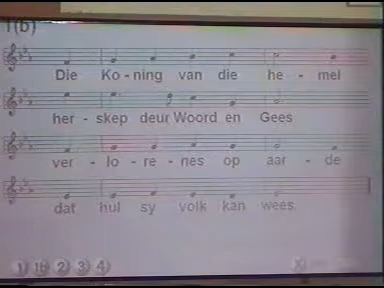 1(b)
Die Ko - ning van die he - mel
her - skep deur Woord en Gees
ver - lo - re - nes op aar - de
dat hul sy volk kan wees.
1 1b 2 3 4 X